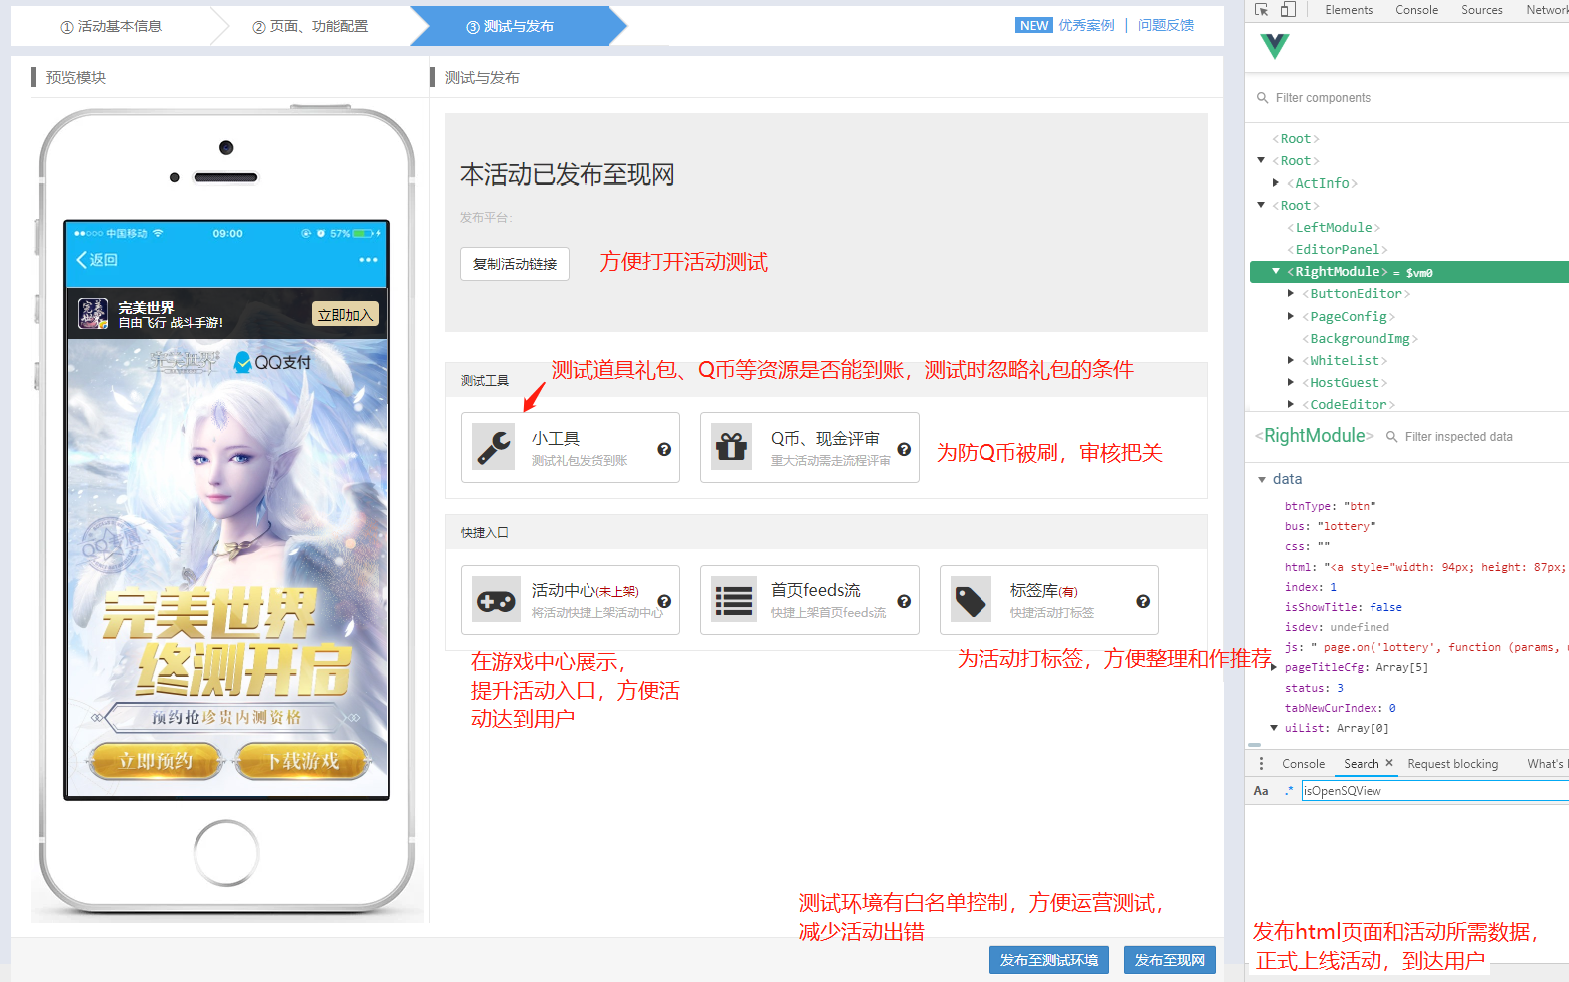 ① 活动基本信息
② 页面、功能配置
③ 测试与发布
NEW 优秀案例 | 问题反馈
预览模块
测试与发布
中国移动
09:00
57%
返回
完美世界
自由飞行 战斗手游!
立即加入
QQ支付
完美世界
终测开启
预约抢珍贵内测资格
立即预约
下载游戏
本活动已发布至现网
发布平台:
复制活动链接
方便打开活动测试
测试工具
测试道具礼包、Q币等资源是否能到账，测试时忽略礼包的条件
小工具
测试礼包发货到账
Q币、现金评审
重大活动需走流程评审
为防Q币被刷，审核把关
快捷入口
活动中心(未上架)
将活动快捷上架活动中心
首页feeds流
快捷上架首页feeds流
标签库(有)
快捷活动打标签
在游戏中心展示，
提升活动入口，方便活
动达到用户
为活动打标签，方便整理和作推荐
测试环境有白名单控制，方便运营测试，
减少活动出错
发布至测试环境
发布至现网
Elements Console Sources Network
Filter components
<Root>
<Root>
<ActInfo>
<Root>
<LeftModule>
<EditorPanel>
<RightModule> = $vm0
<ButtonEditor>
<PageConfig>
<BackgroundImg>
<WhiteList>
<HostGuest>
<CodeEditor>
<RightModule>
Filter inspected data
data
btnType: "btn"
bus: "lottery"
css: ""
html: "<a style="width: 94px; height: 87px;
index: 1
isShowTitle: false
isdev: undefined
js: " page.on('lottery', function (params,
pageTitleCfg: Array[5]
status: 3
tabNewCurIndex: 0
uiList: Array[0]
Console Search × Request blocking What's
Aa .* isOpenSQView
发布html页面和活动所需数据，
正式上线活动，到达用户